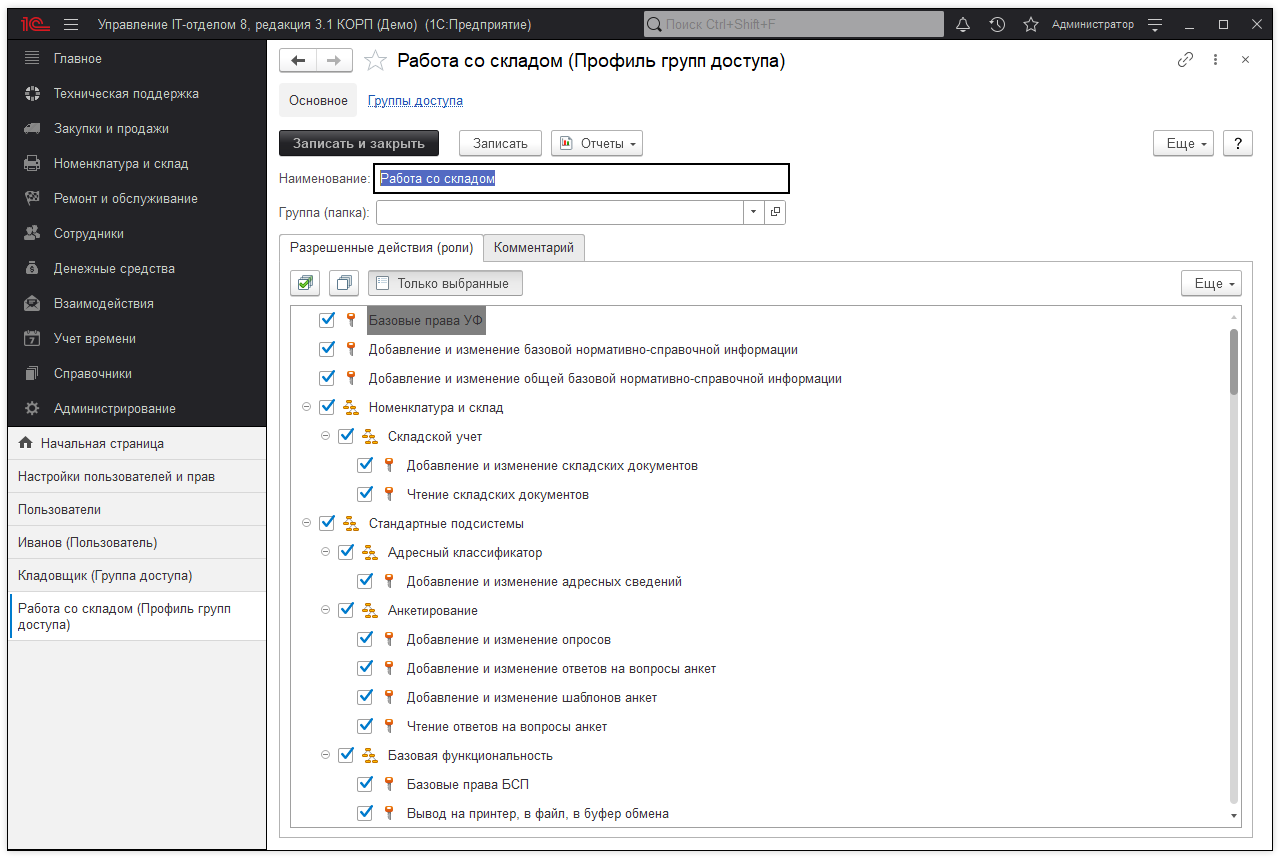 1С Управление IT-отделом 8, редакция 3.1 КОРП (Демо) (1С:Предприятие) Поиск Ctrl+Shift+F Администратор
Главное
Техническая поддержка
Закупки и продажи
Номенклатура и склад
Ремонт и обслуживание
Сотрудники
Денежные средства
Взаимодействия
7 Учет времени
Справочники
Администрирование
Начальная страница
Настройки пользователей и прав
Пользователи
Иванов (Пользователь)
Кладовщик (Группа доступа)
Работа со складом (Профиль групп
доступа)
Работа со складом (Профиль групп доступа)
Основное Группы доступа
Записать и закрыть Записать Отчеты Еще ?
Наименование: Работа со складом
Группа (папка):
Разрешенные действия (роли) Комментарий
Только выбранные Еще
Базовые права УФ
Добавление и изменение базовой нормативно-справочной информации
Добавление и изменение общей базовой нормативно-справочной информации
Номенклатура и склад
Складской учет
Добавление и изменение складских документов
Чтение складских документов
Стандартные подсистемы
Адресный классификатор
Добавление и изменение адресных сведений
Анкетирование
Добавление и изменение опросов
Добавление и изменение ответов на вопросы анкет
Добавление и изменение шаблонов анкет
Чтение ответов на вопросы анкет
Базовая функциональность
Базовые права БСП
Вывод на принтер, в файл, в буфер обмена